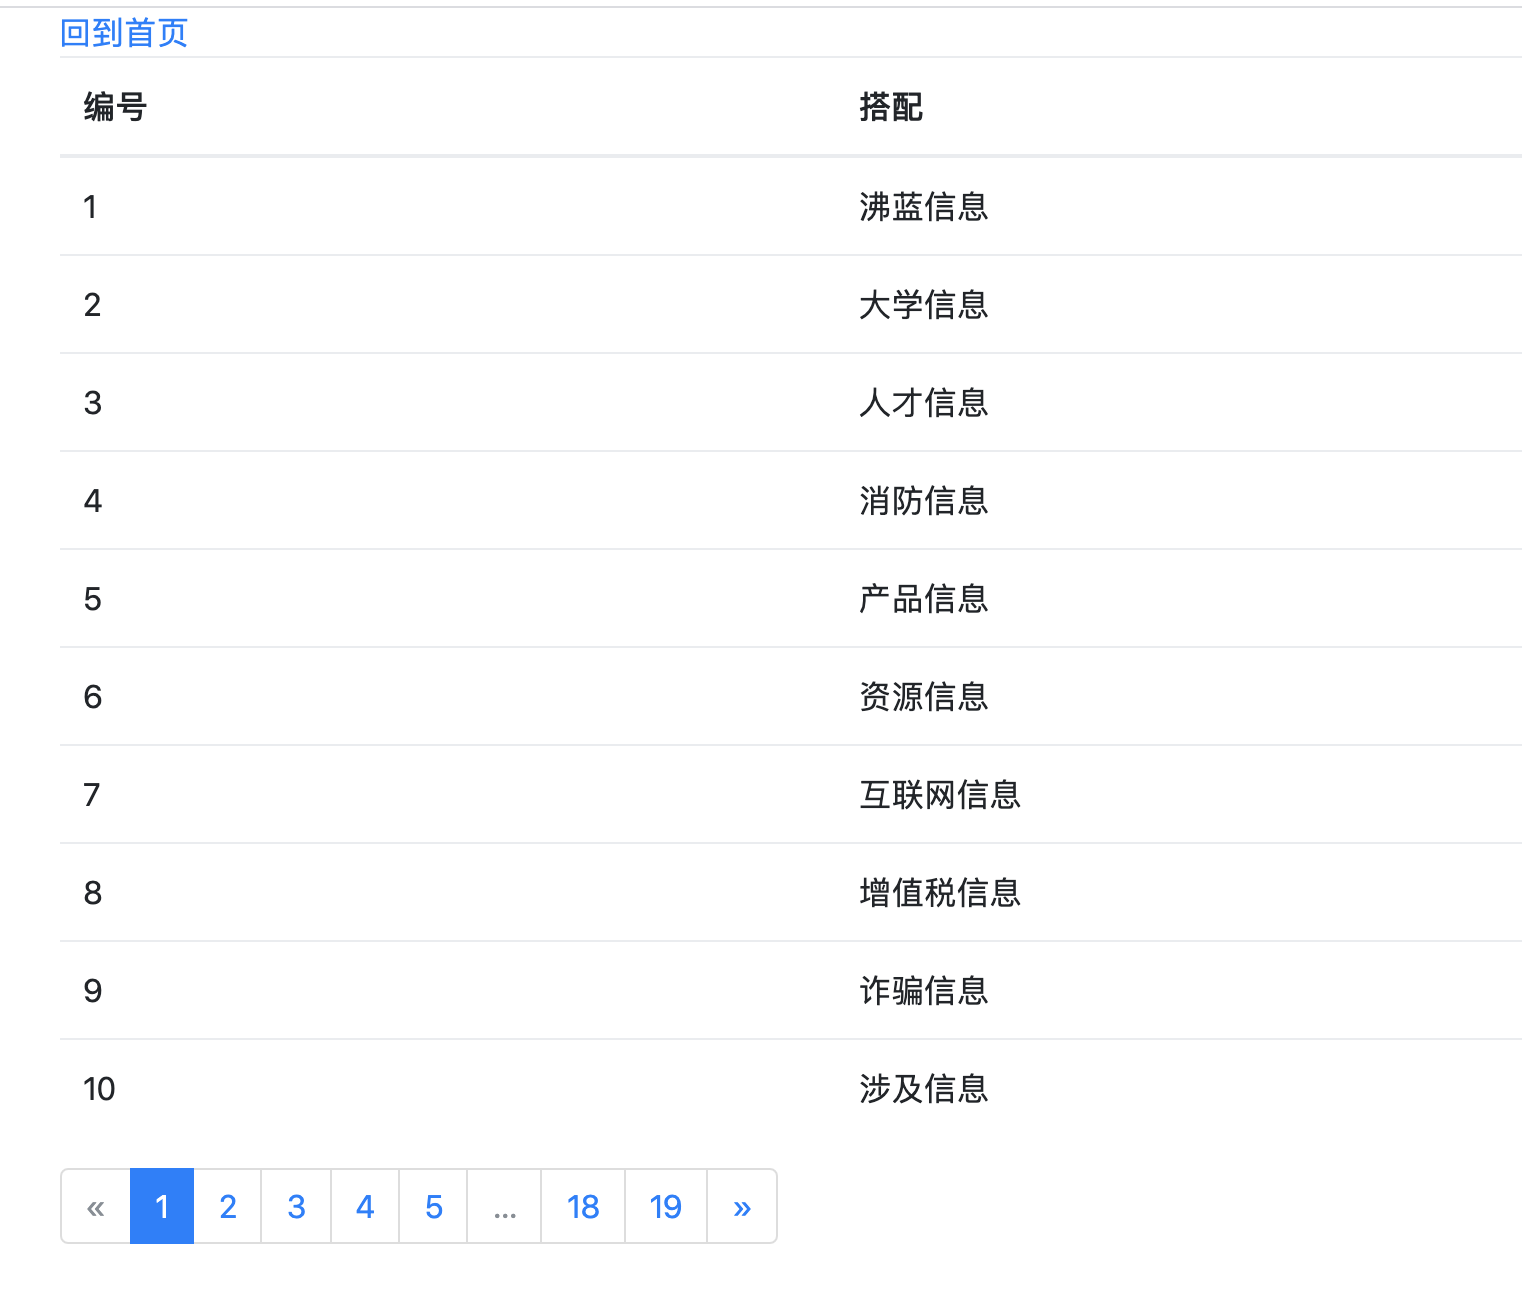 回到首页
编号 搭配
1 沸蓝信息
2 大学信息
3 人才信息
4 消防信息
5 产品信息
6 资源信息
7 互联网信息
8 增值税信息
9 诈骗信息
10 涉及信息
« 1 2 3 4 5 ... 18 19 »